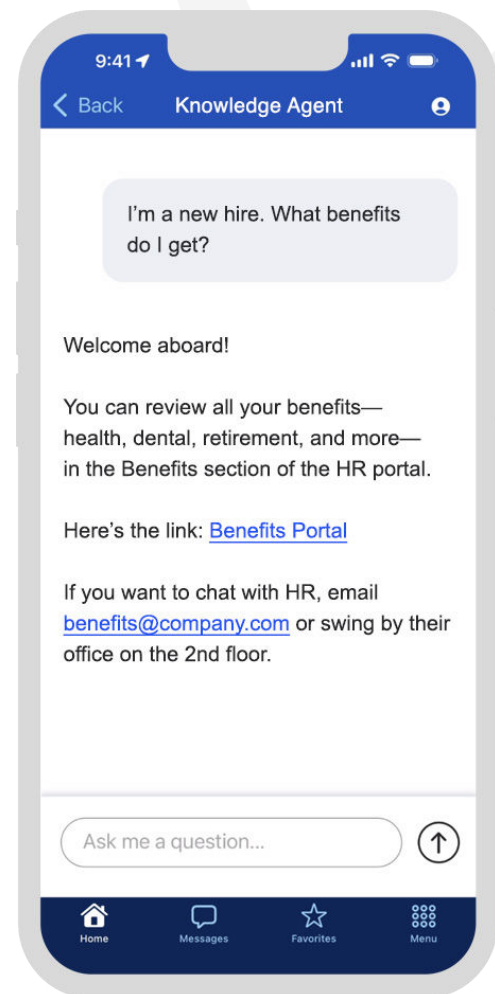 9:41
Back
Knowledge Agent
I'm a new hire. What benefits
do I get?
Welcome aboard!
You can review all your benefits—
health, dental, retirement, and more—
in the Benefits section of the HR portal.
Here's the link: Benefits Portal
If you want to chat with HR, email
benefits@company.com or swing by their
office on the 2nd floor.
Ask me a question...
Home
Messages
Favorites
Menu